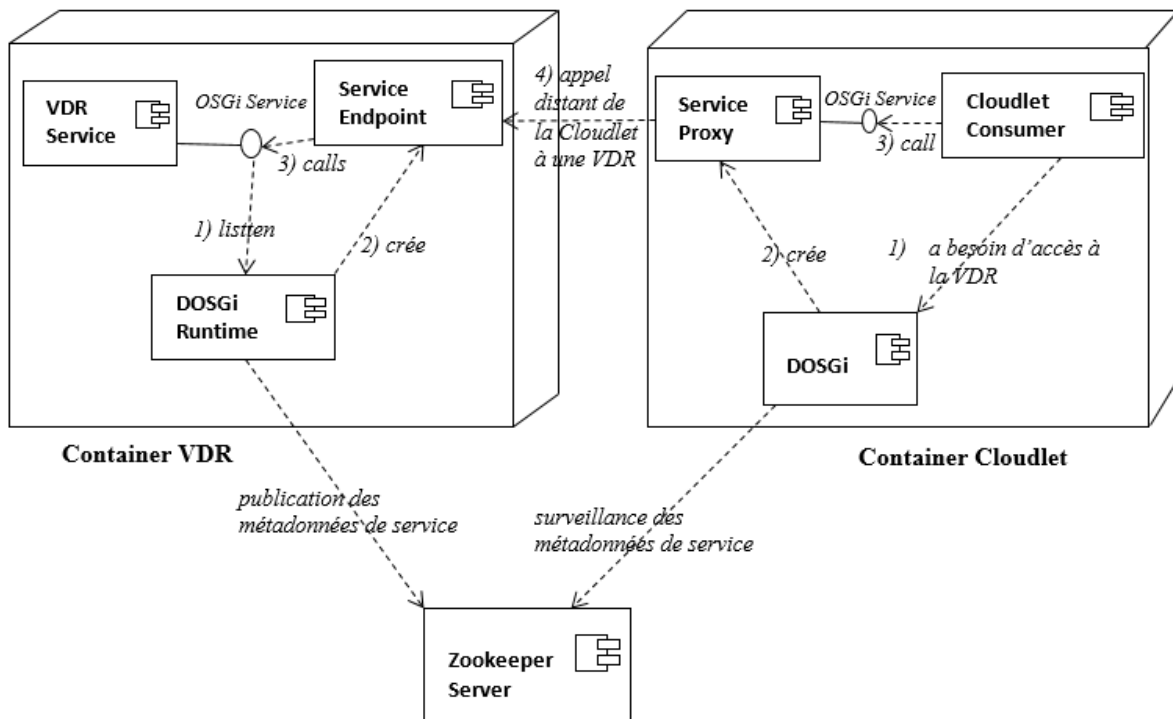 VDR
Service
OSGi Service
Service
Endpoint
3) calls
1) listten
2) crée
DOSGi
Runtime
Container VDR
4) appel
distant de
la Cloudlet
à une VDR
Service
Proxy
OSGi Service
Cloudlet
Consumer
3) call
2) crée
1) a besoin d'accès à
la VDR
DOSGi
Container Cloudlet
publication des
métadonnées de service
surveillance des
métadonnées de service
Zookeeper
Server